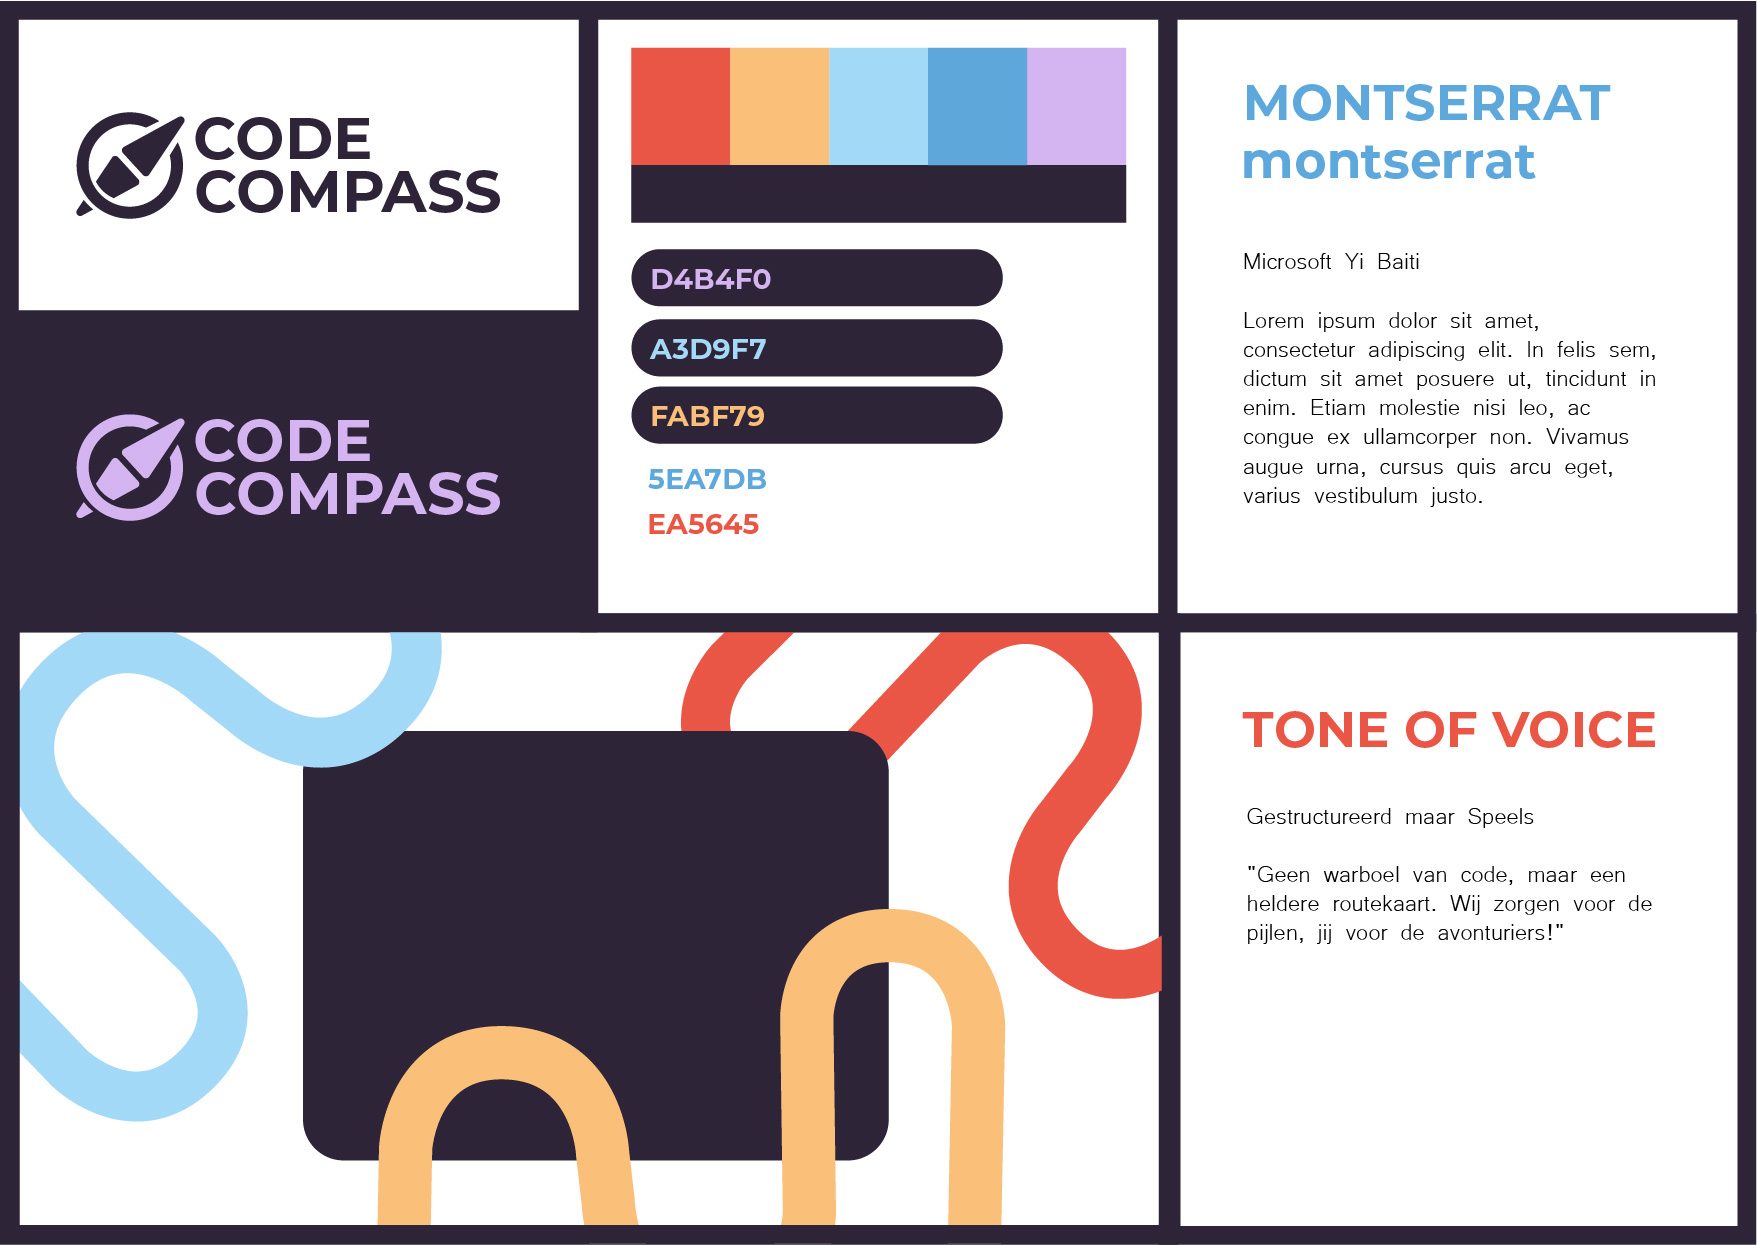 CODE
COMPASS
CODE
COMPASS
D4B4F0
A3D9F7
FABF79
5EA7DB
EA5645
MONTSERRAT
montserrat
Microsoft Yi Baiti
Lorem ipsum dolor sit amet,
consectetur adipiscing elit. In felis sem,
dictum sit amet posuere ut, tincidunt in
enim. Etiam molestie nisi leo, ac
congue ex ullamcorper non. Vivamus
augue urna, cursus quis arcu eget,
varius vestibulum justo.
TONE OF VOICE
Gestructureerd maar Speels
"Geen warboel van code, maar een
heldere routekaart. Wij zorgen voor de
pijlen, jij voor de avonturiers!"